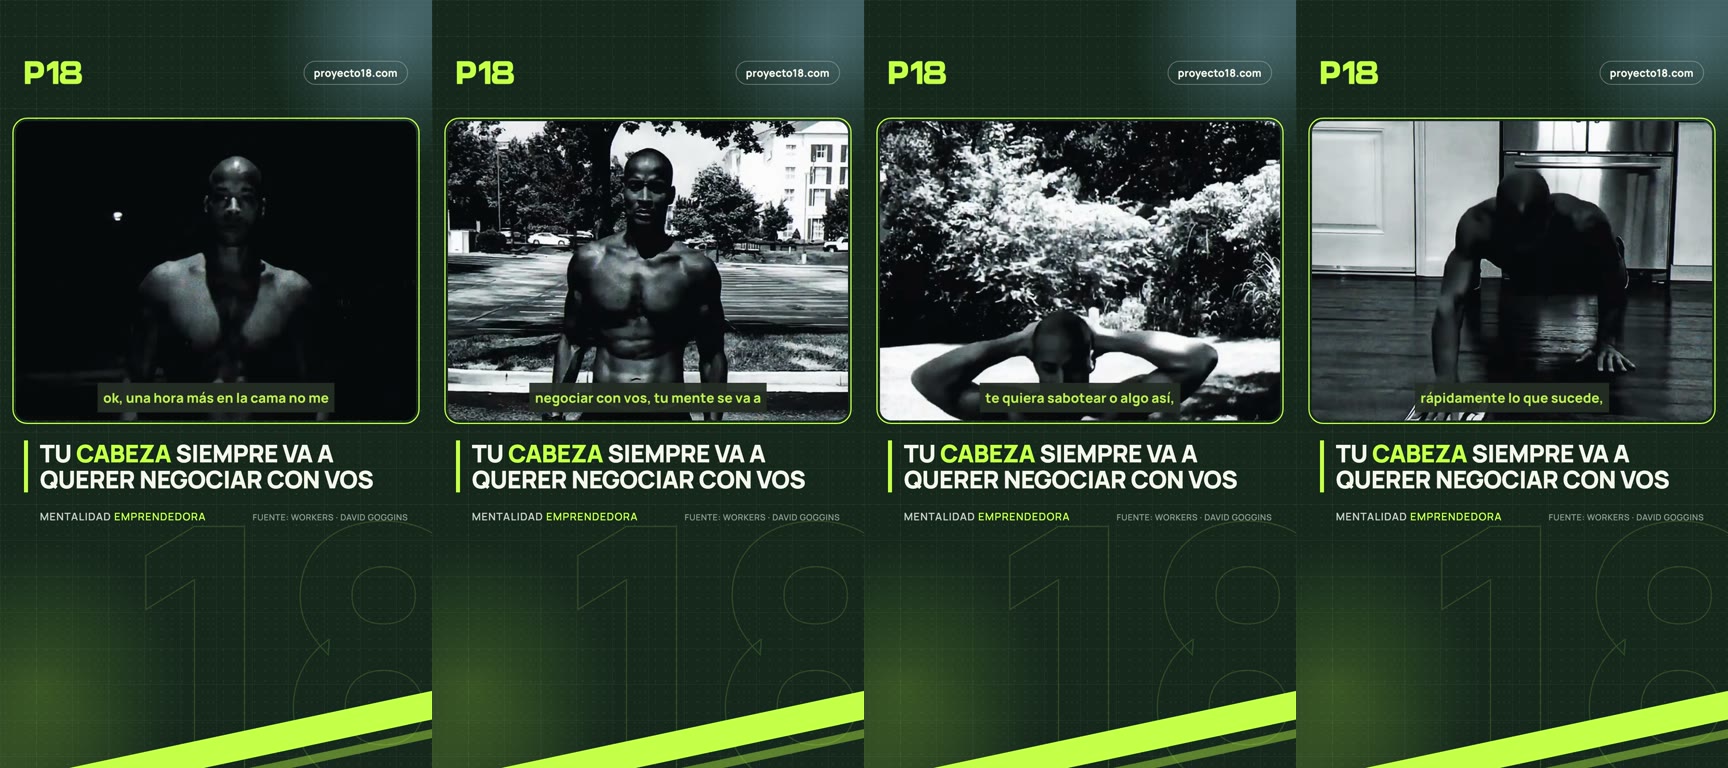 P18
proyecto18.com
ok, una hora más en la cama no me
TU CABEZA SIEMPRE VA A
QUERER NEGOCIAR CON VOS
MENTALIDAD EMPRENDEDORA
FUENTE: WORKERS · DAVID GOGGINS
18
P18
proyecto18.com
negociar con vos, tu mente se va a
TU CABEZA SIEMPRE VA A
QUERER NEGOCIAR CON VOS
MENTALIDAD EMPRENDEDORA
FUENTE: WORKERS · DAVID GOGGINS
18
P18
proyecto18.com
te quiera sabotear o algo así,
TU CABEZA SIEMPRE VA A
QUERER NEGOCIAR CON VOS
MENTALIDAD EMPRENDEDORA
FUENTE: WORKERS · DAVID GOGGINS
18
P18
proyecto18.com
rápidamente lo que sucede,
TU CABEZA SIEMPRE VA A
QUERER NEGOCIAR CON VOS
MENTALIDAD EMPRENDEDORA
FUENTE: WORKERS · DAVID GOGGINS
18